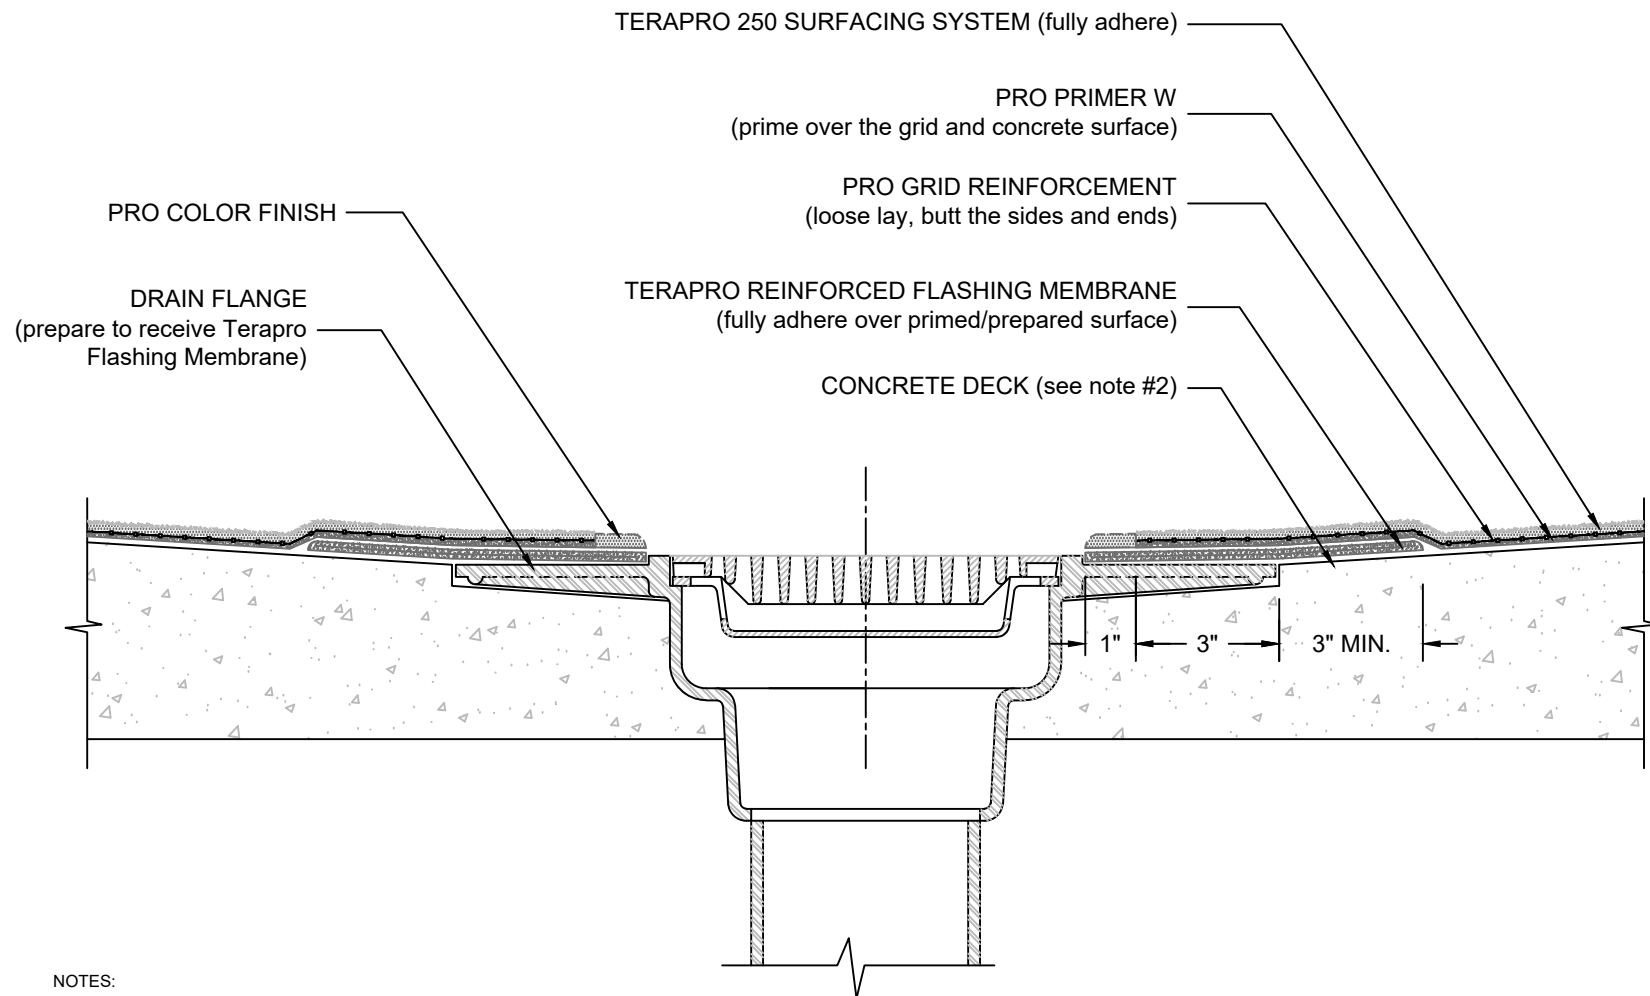 TERAPRO 250 SURFACING SYSTEM (fully adhere)
PRO PRIMER W
(prime over the grid and concrete surface)
PRO GRID REINFORCEMENT
(loose lay, butt the sides and ends)
PRO COLOR FINISH
DRAIN FLANGE
(prepare to receive Terapro
Flashing Membrane)
TERAPRO REINFORCED FLASHING MEMBRANE
(fully adhere over primed/prepared surface)
CONCRETE DECK (see note #2)
1" 3" 3" MIN.
NOTES: